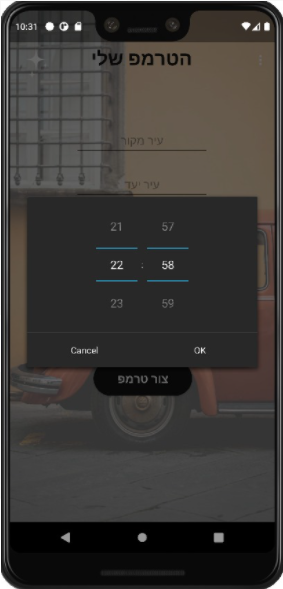 10:31
הטרמפ שלי
עיר מקור
עיר יעד
21 57
22 : 58
23 59
Cancel OK
צור טרמפ